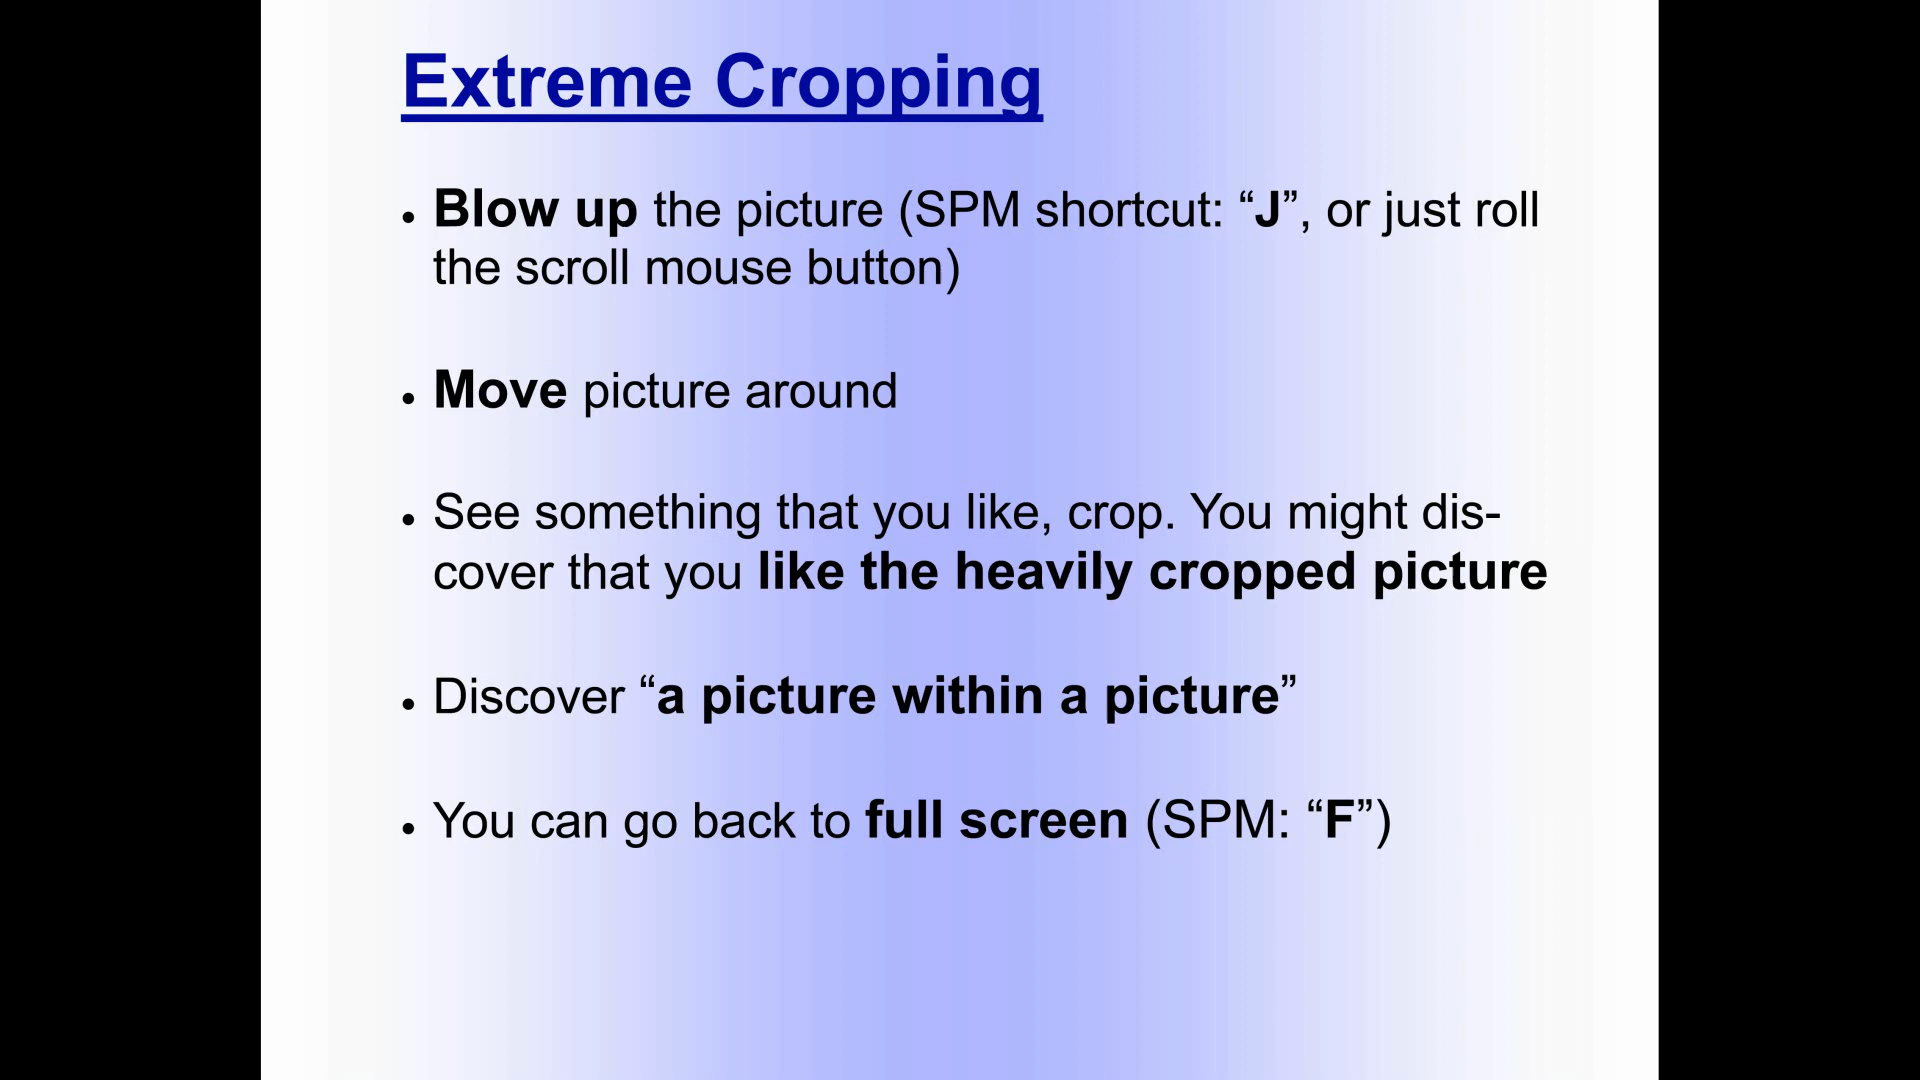 Extreme Cropping
• Blow up the picture (SPM shortcut: “J”, or just roll
the scroll mouse button)
• Move picture around
• See something that you like, crop. You might dis-
cover that you like the heavily cropped picture
• Discover “a picture within a picture”
• You can go back to full screen (SPM: “F”)